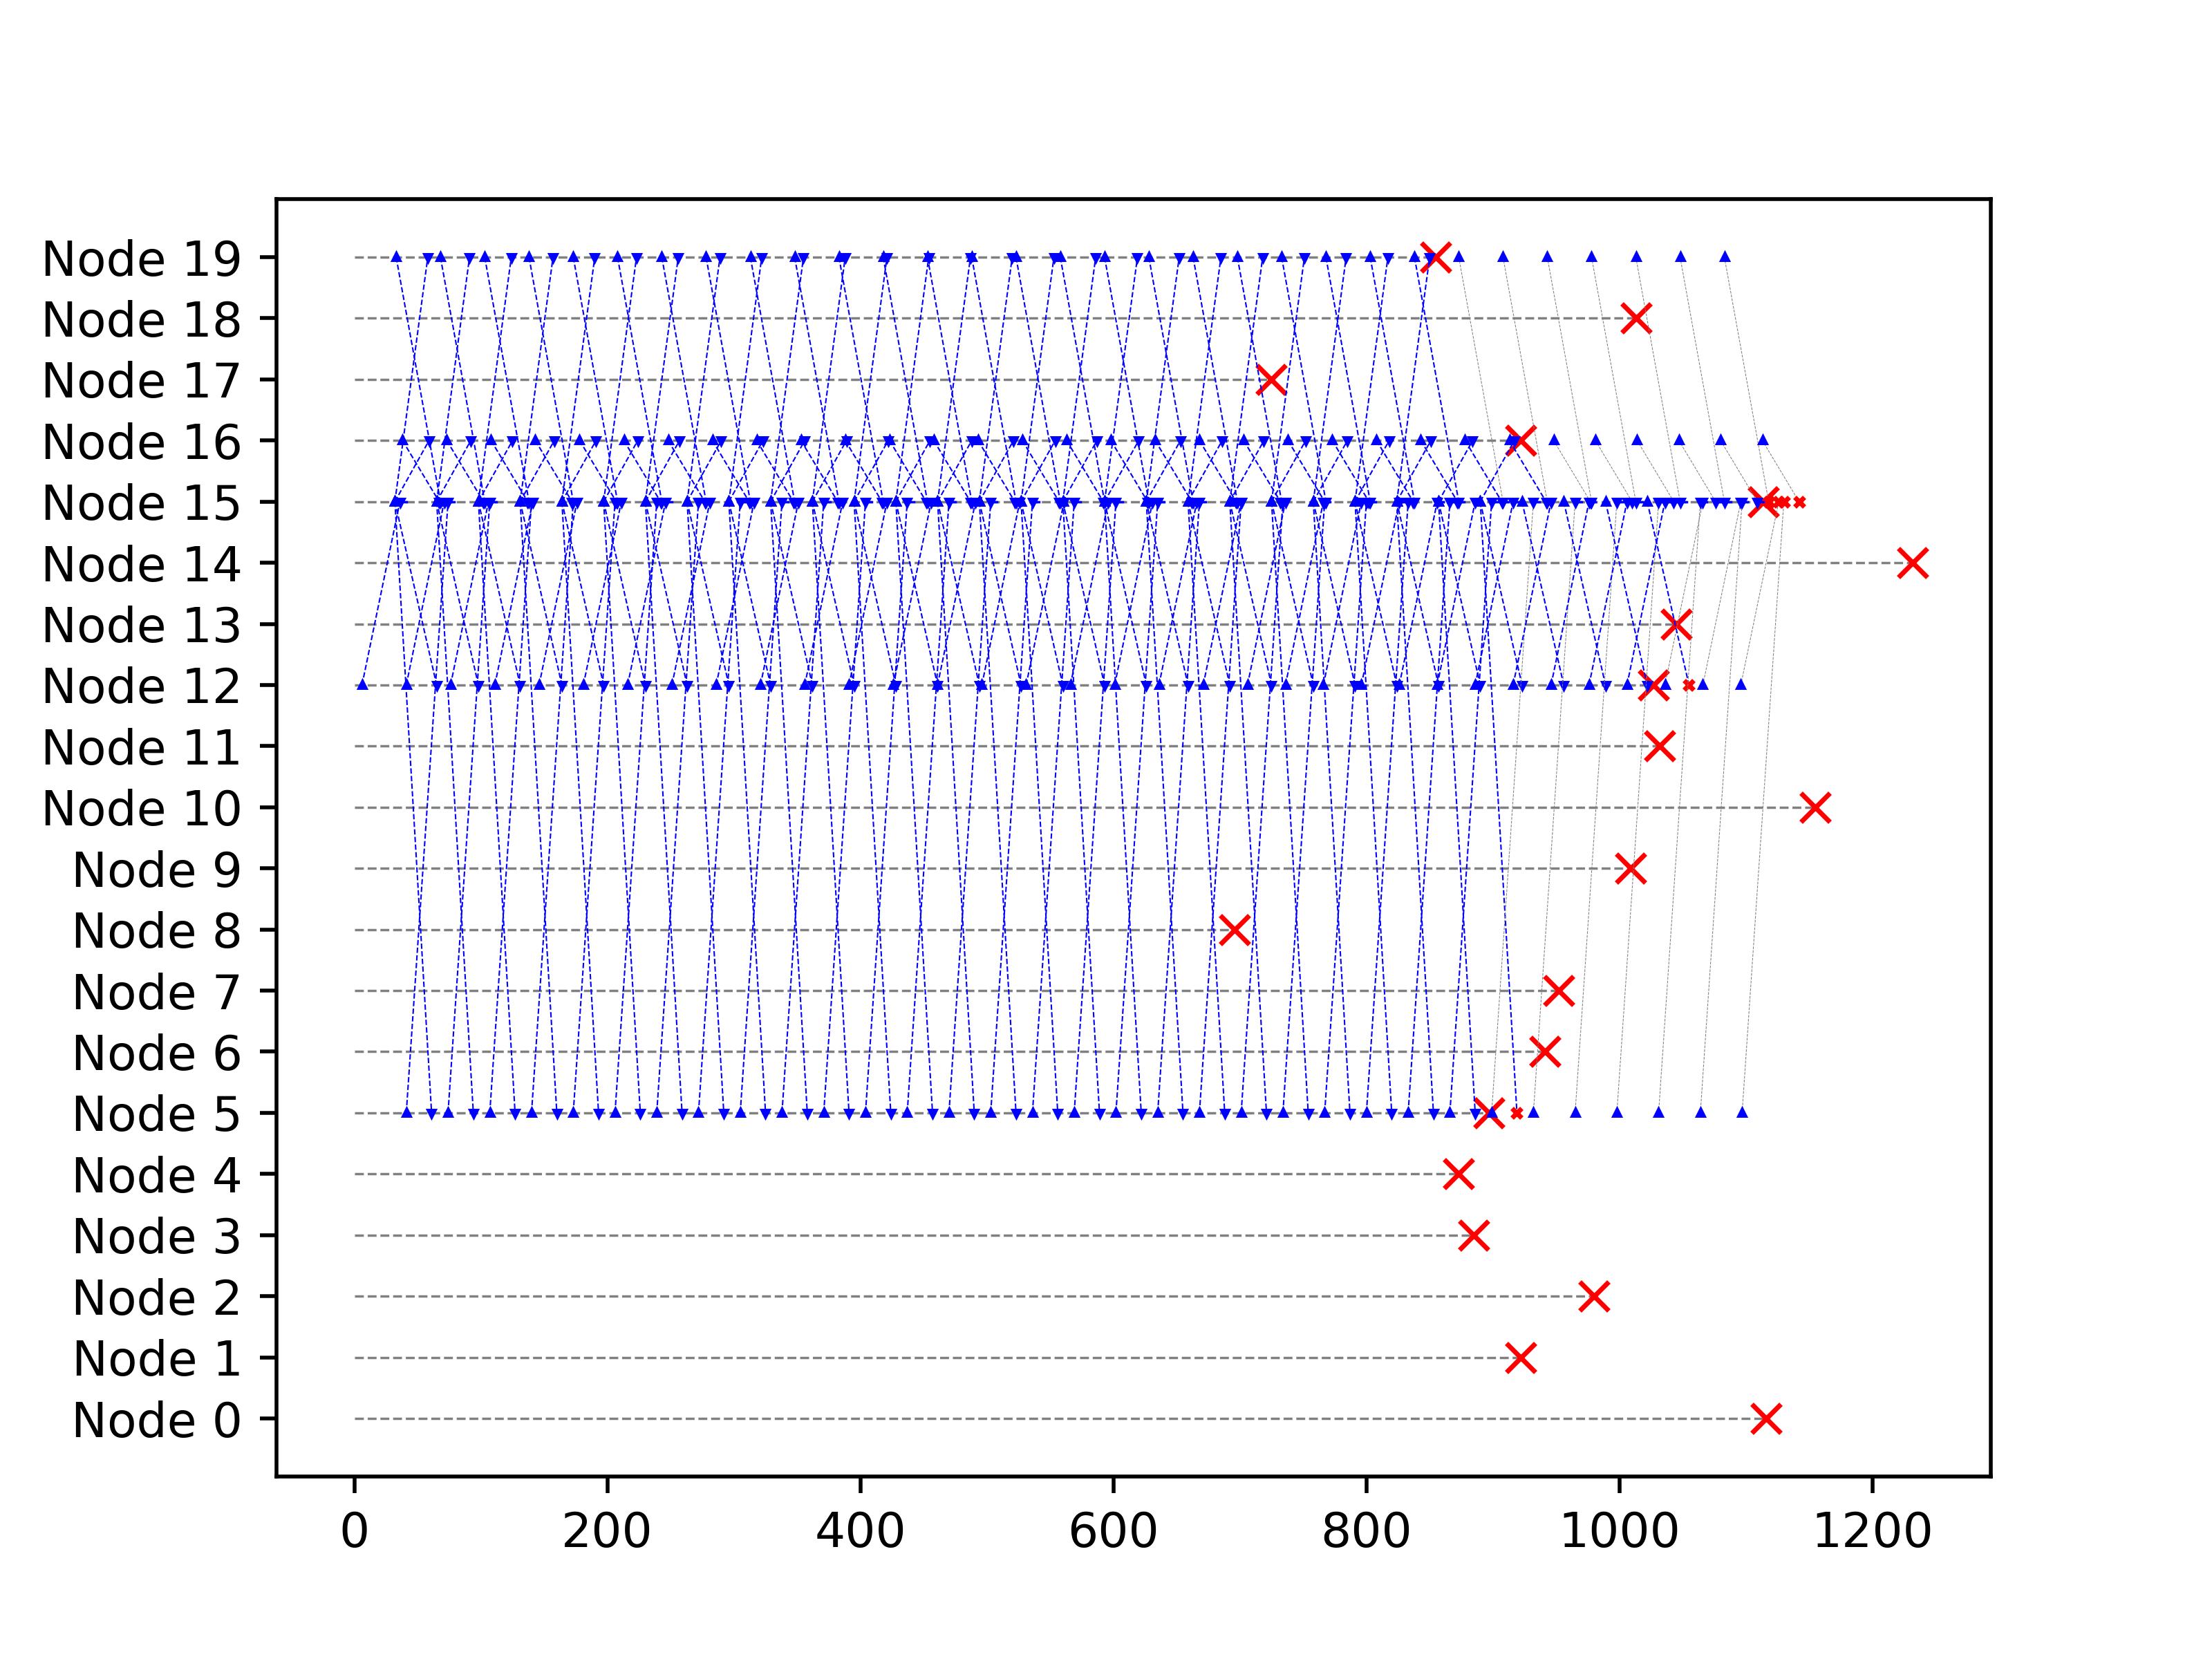 Node 19
Node 18
Node 17
Node 16
Node 15
Node 14
Node 13
Node 12
Node 11
Node 10
Node 9
Node 8
Node 7
Node 6
Node 5
Node 4
Node 3
Node 2
Node 1
Node 0
0 200 400 600 800 1000 1200